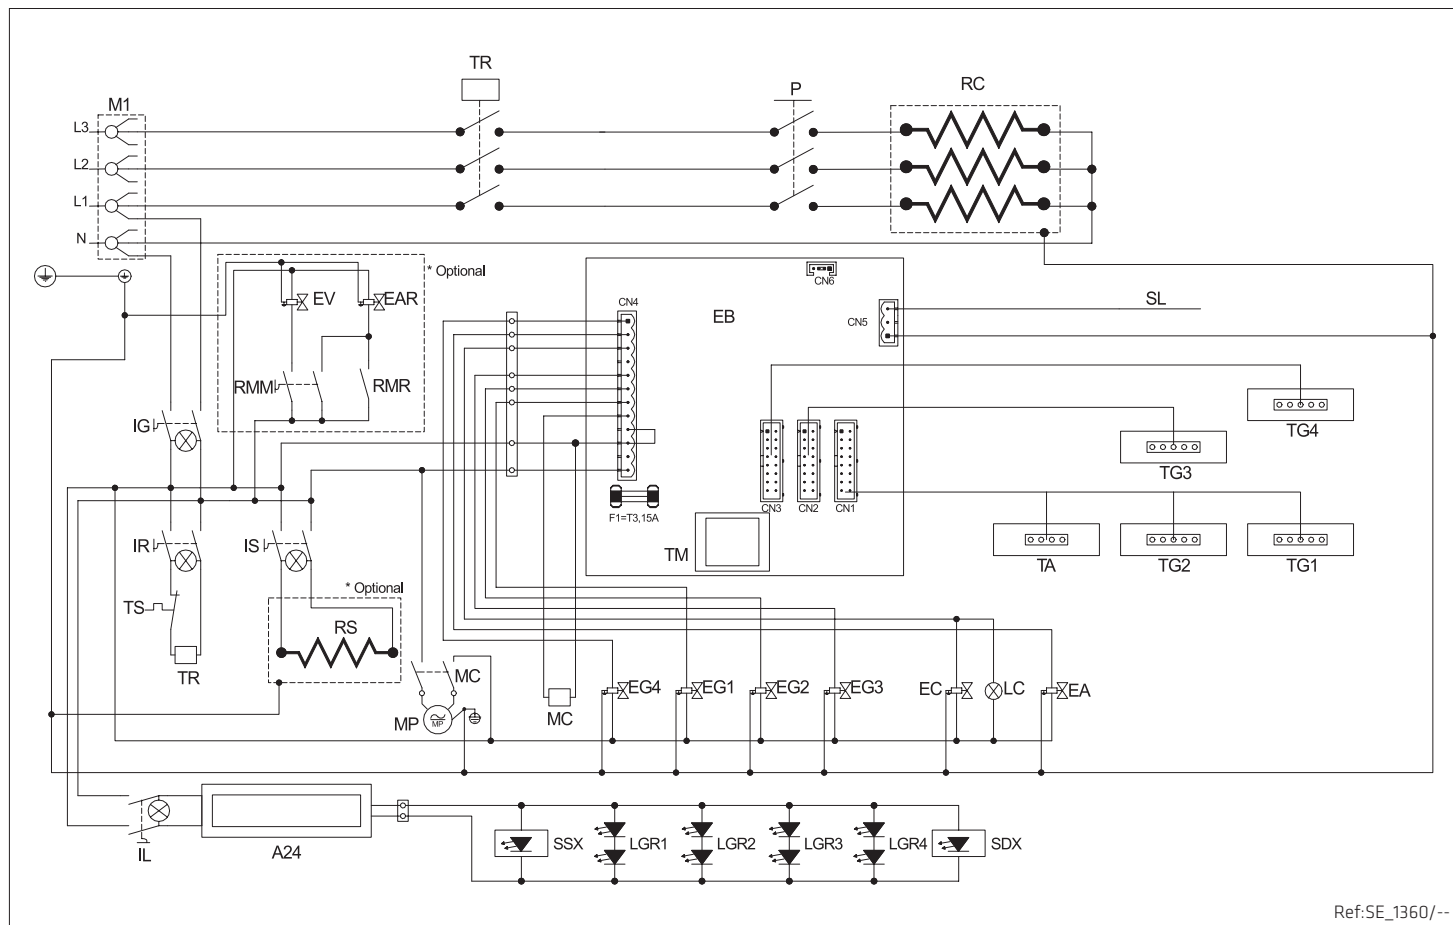 TR
P
RC
M1
L3
L2
L1
N
* Optional
EV
EAR
RMM
RMR
CN4
EB
CN6
CN5
SL
IG
TG4
TG3
CN3
CN2
CN1
F1=T3,15A
TM
TA
TG2
TG1
IR
IS
* Optional
TS
RS
TR
MC
MP
MP
MC
EG4
EG1
EG2
EG3
EC
LC
EA
IL
A24
SSX
LGR1
LGR2
LGR3
LGR4
SDX
Ref:SE_1360/--